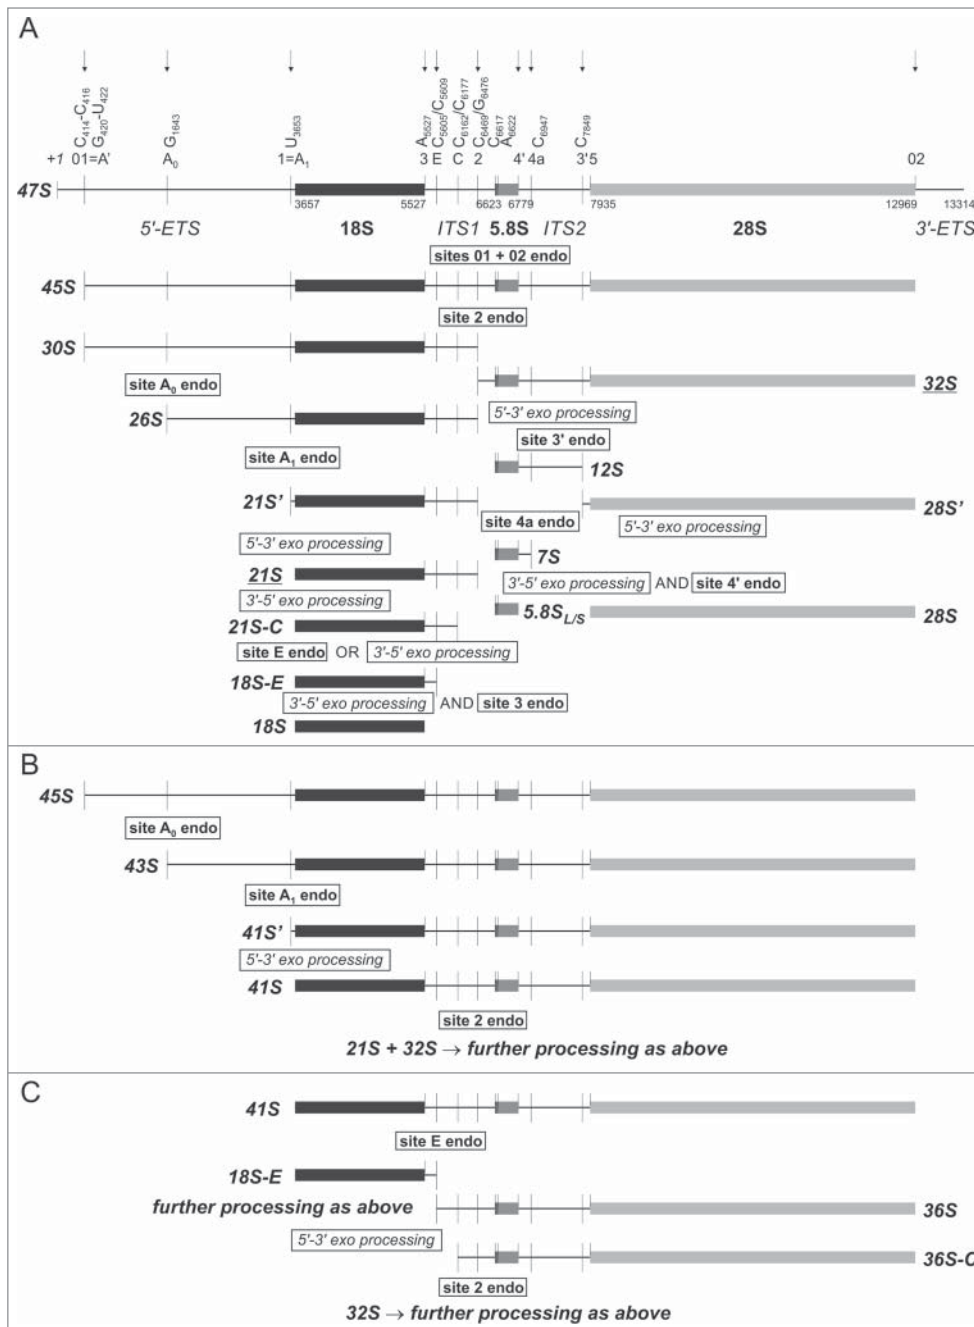 A
C414-C416
G420-U422
G1643
U3653
A5527
C5605/C5609
C6162/C6177
C6469/G6476
C6617
A6622
C6947
C7849
+1 01=A' A0 1=A1 3 E C 2 4' 4a 3' 5 02
47S
3657 5527 6623 6779 7935 12969 13314
5'-ETS 18S ITS1 5.8S ITS2 28S 3'-ETS
sites 01 + 02 endo
45S
site 2 endo
30S
site A0 endo 32S
26S 5'-3' exo processing
site 3' endo
site A1 endo 12S
21S' 28S'
site 4a endo 5'-3' exo processing
5'-3' exo processing 7S
21S 3'-5' exo processing AND site 4' endo
3'-5' exo processing 5.8SL/S 28S
21S-C
site E endo OR 3'-5' exo processing
18S-E
3'-5' exo processing AND site 3 endo
18S
B
45S
site A0 endo
43S
site A1 endo
41S'
5'-3' exo processing
41S
site 2 endo
21S + 32S → further processing as above
C
41S
site E endo
18S-E
further processing as above 36S
5'-3' exo processing
36S-C
site 2 endo
32S → further processing as above